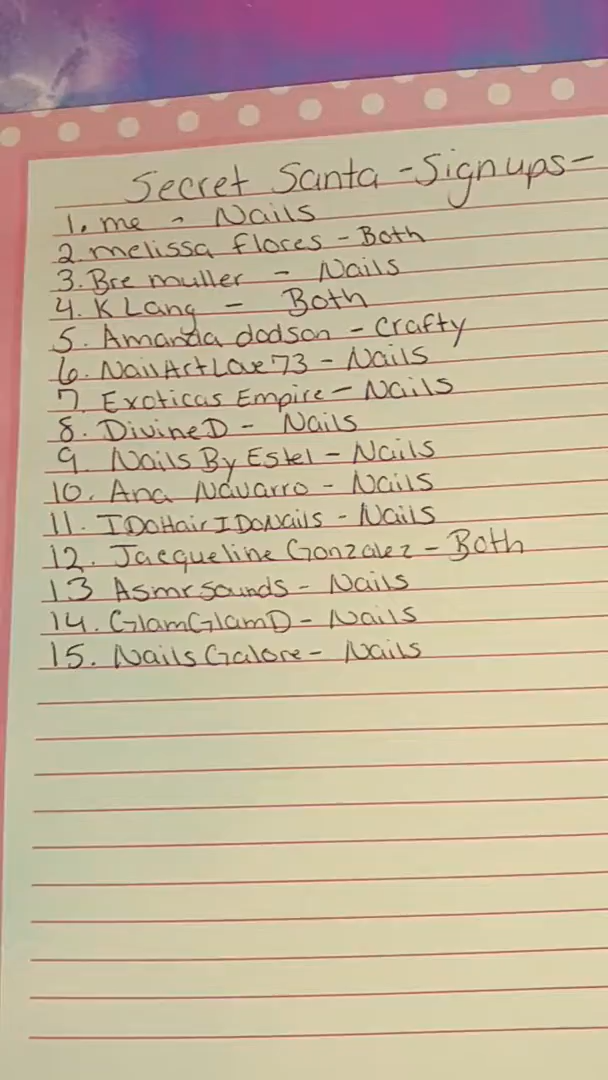 Secret Santa - Signups -
1. me - Nails
2. melissa flores - Both
3. Bre muller - Nails
4. K Lang - Both
5. Amanda dodson - Crafty
6. NailArtLove73 - Nails
7. Exoticas Empire - Nails
8. DivineD - Nails
9. Nails By Estel - Nails
10. Ana Navarro - Nails
11. IDoHairIDoNails - Nails
12. Jacqueline Gonzalez - Both
13 Asmrsounds - Nails
14. GlamGlamD - Nails
15. NailsGalore - Nails